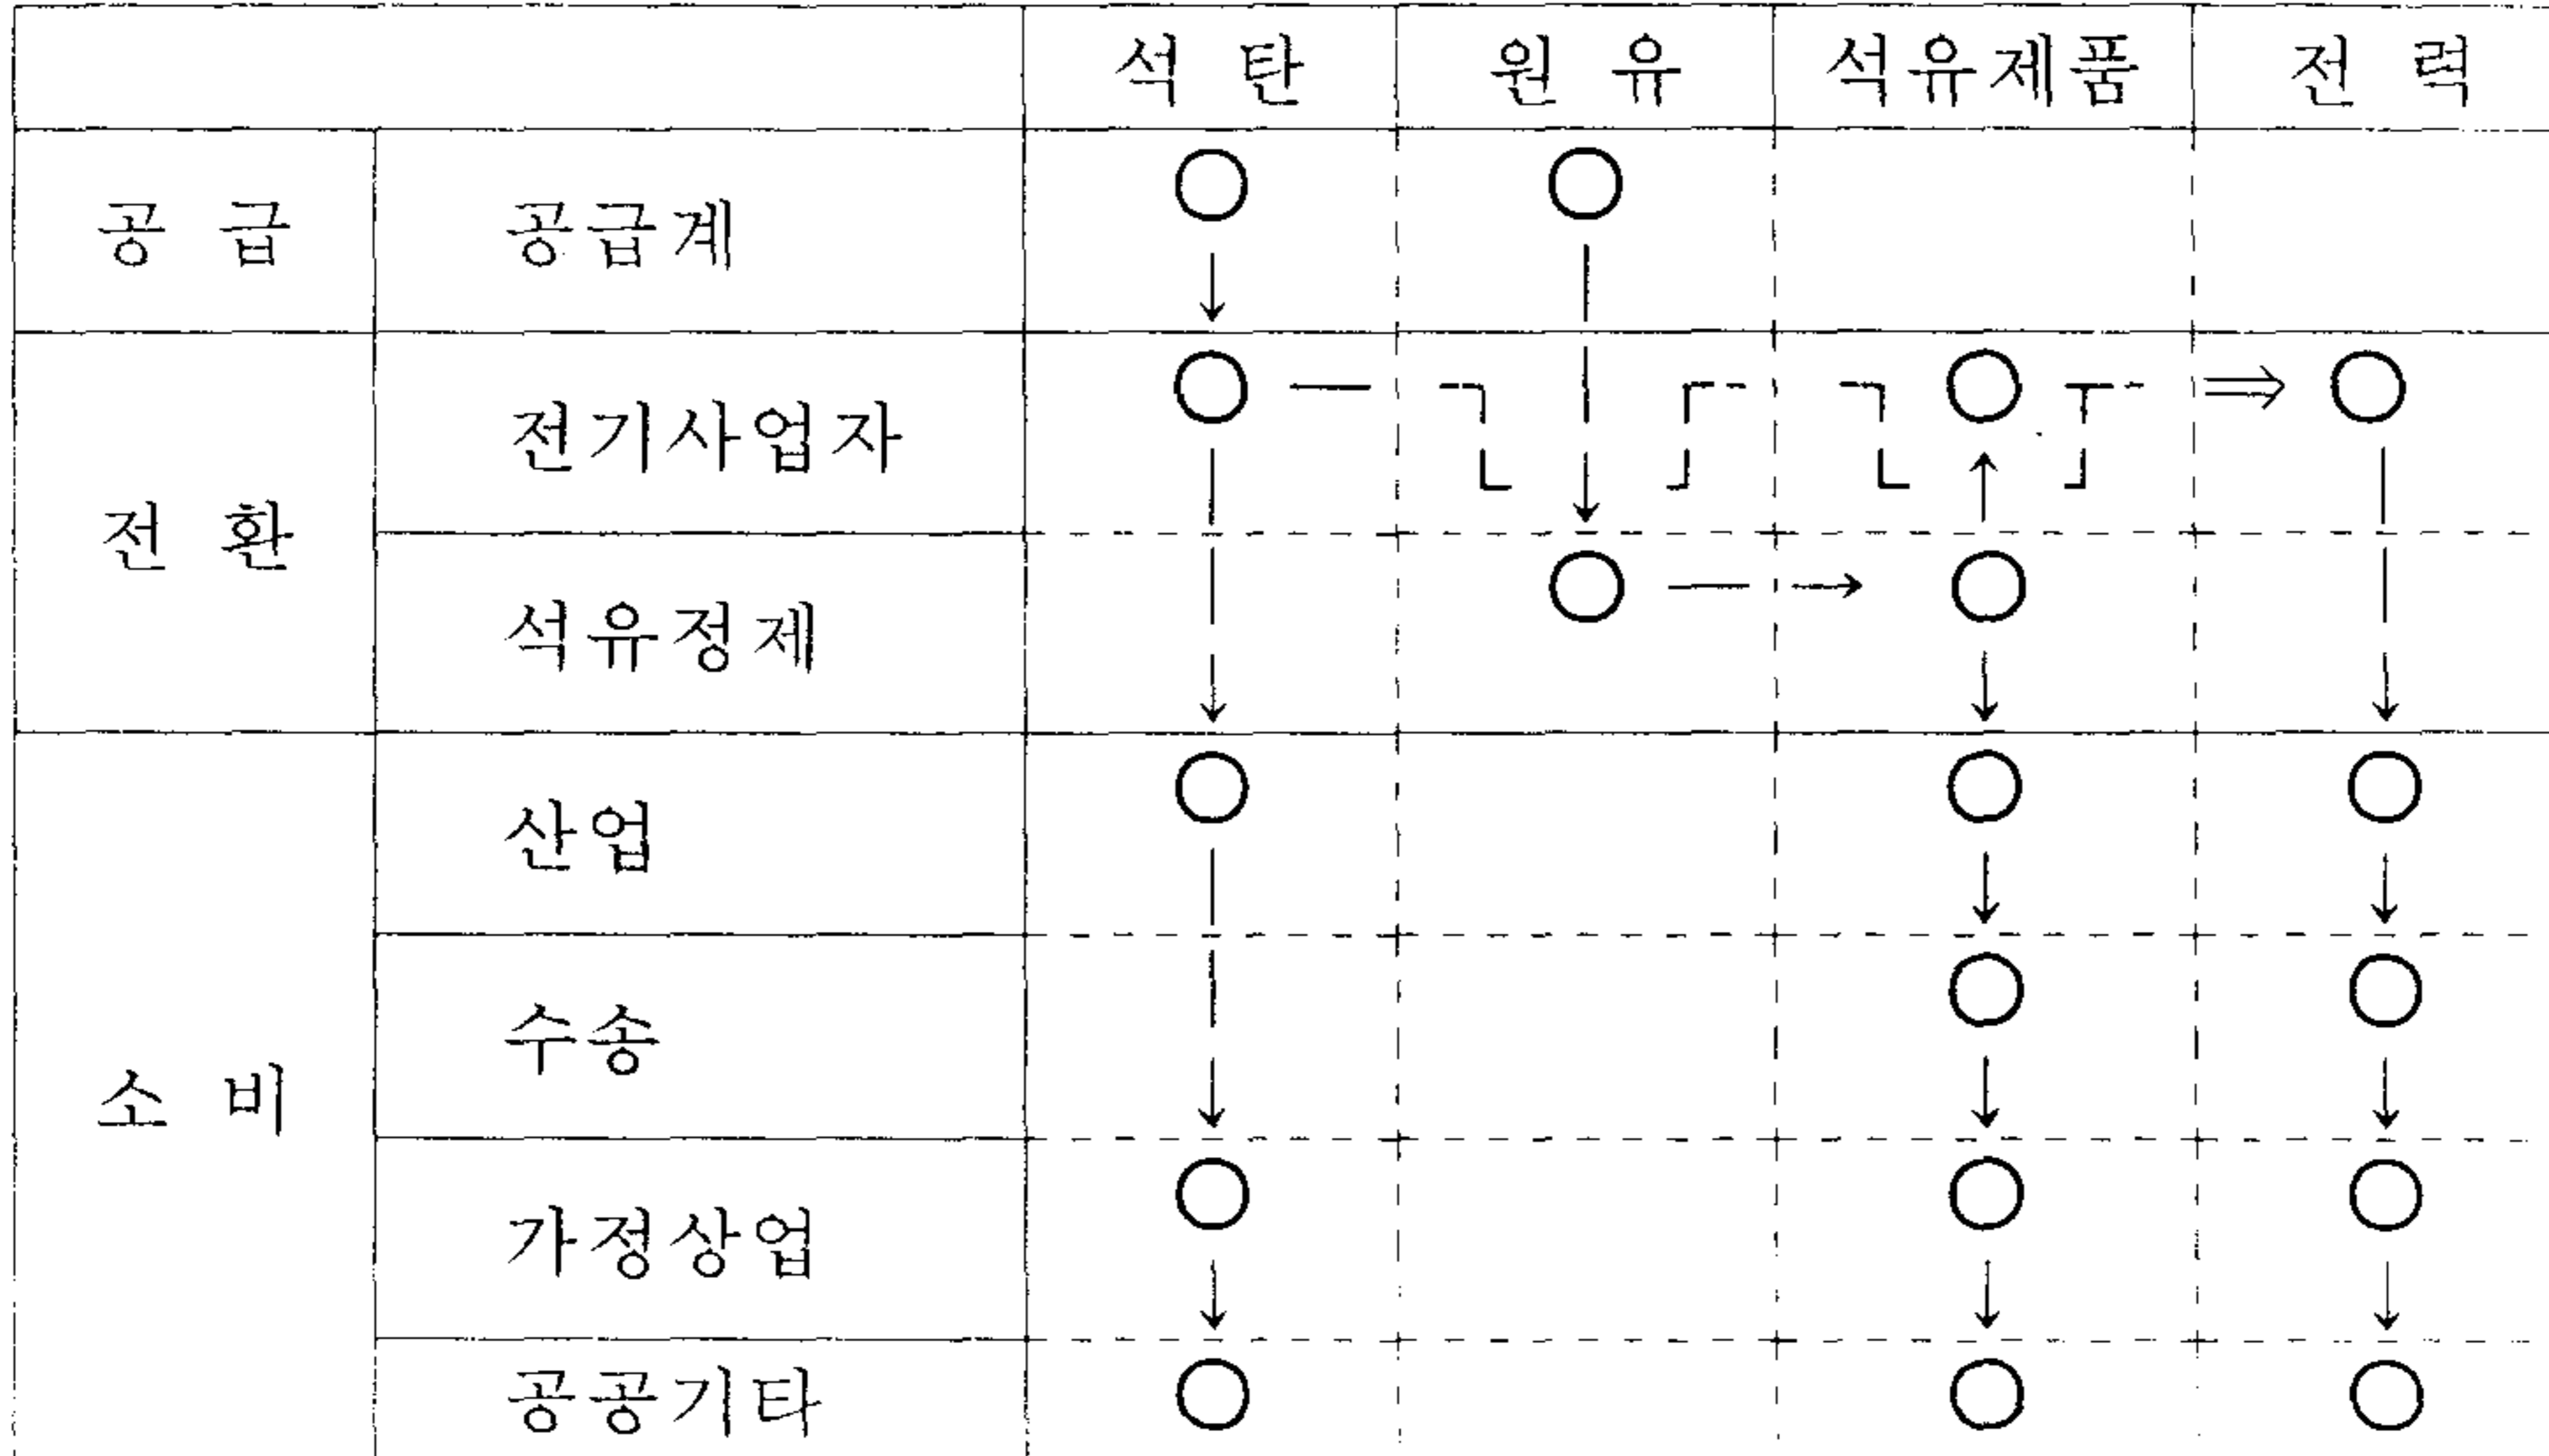 석 탄 원 유 석유제품 전 력
공 급 공급계
전기사업자
전 환
석유정제
산업
수송
소 비
가정상업
공공기타